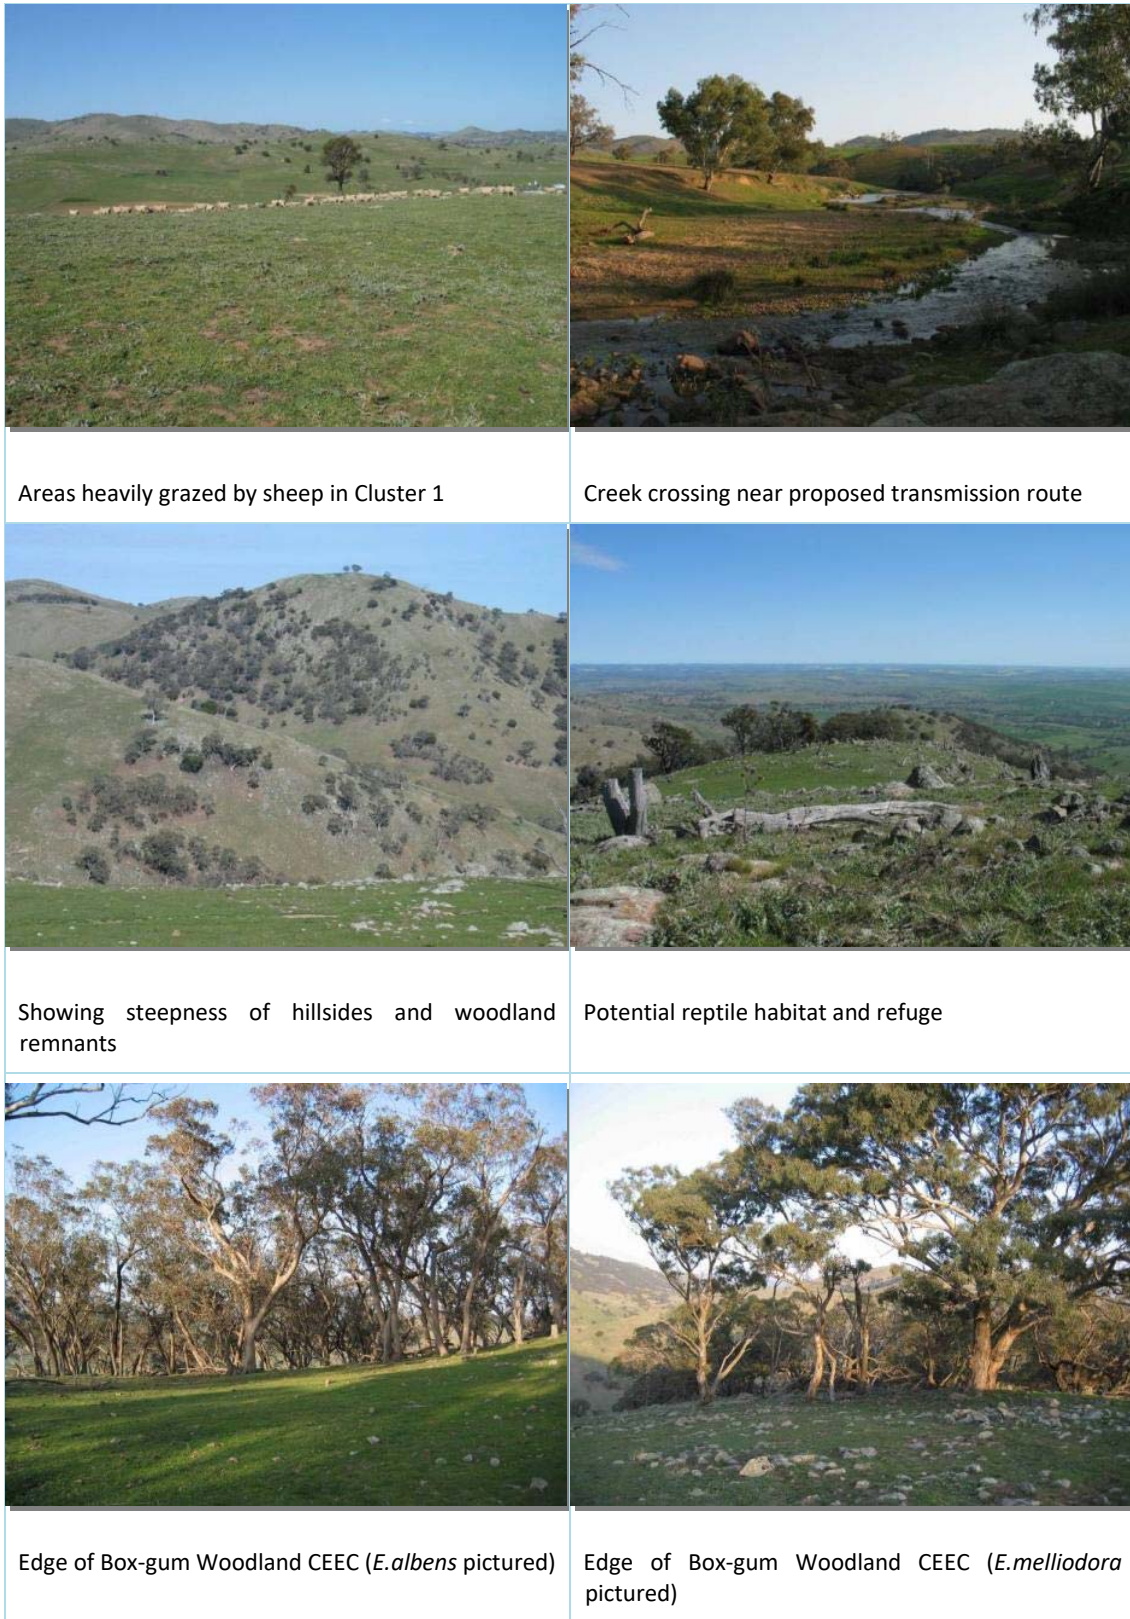 Areas heavily grazed by sheep in Cluster 1
Creek crossing near proposed transmission route
Showing steepness of hillsides and woodland
remnants
Potential reptile habitat and refuge
Edge of Box-gum Woodland CEEC (E.albens pictured)
Edge of Box-gum Woodland CEEC (E.melliodora
pictured)